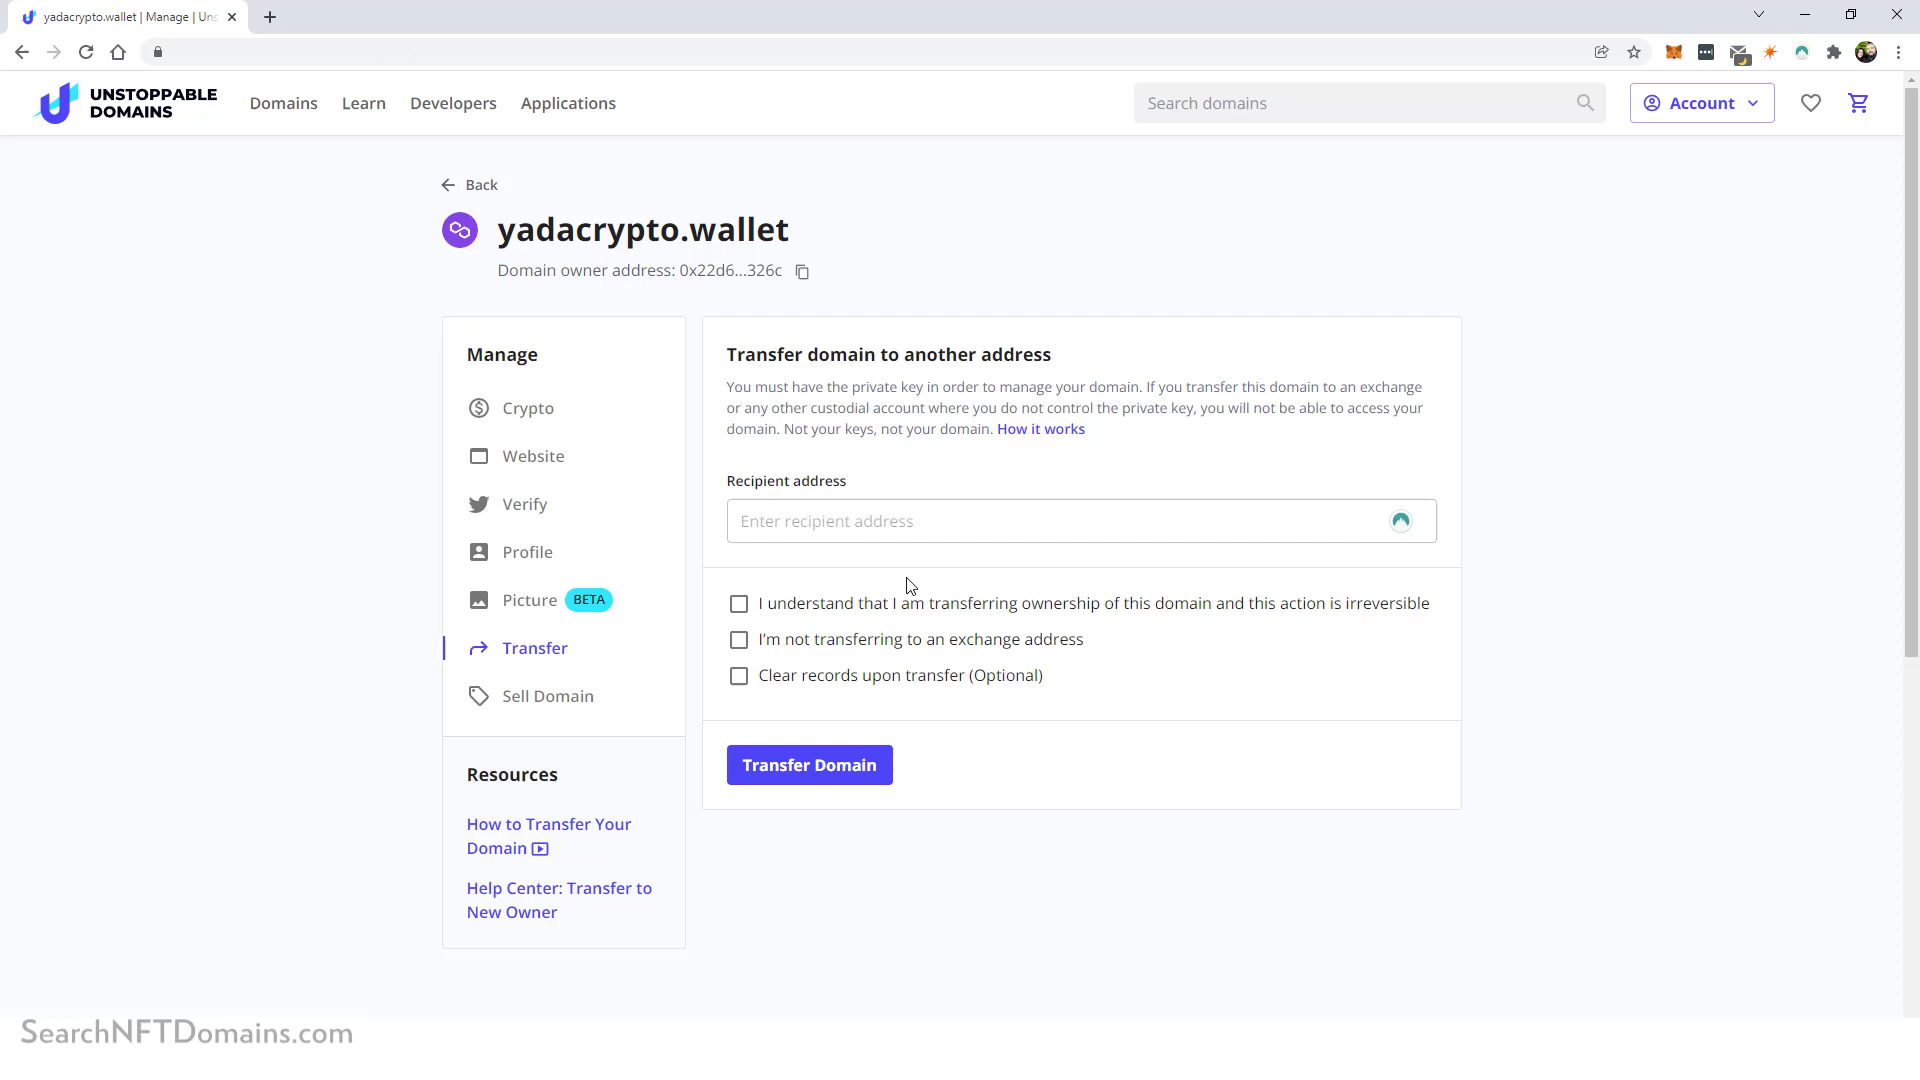 yadacrypto.wallet | Manage | Uns
UNSTOPPABLE
DOMAINS
Domains
Learn
Developers
Applications
Search domains
Account
Back
yadacrypto.wallet
Domain owner address: 0x22d6...326c
Manage
Crypto
Website
Verify
Profile
Picture BETA
Transfer
Sell Domain
Resources
How to Transfer Your
Domain
Help Center: Transfer to
New Owner
Transfer domain to another address
You must have the private key in order to manage your domain. If you transfer this domain to an exchange
or any other custodial account where you do not control the private key, you will not be able to access your
domain. Not your keys, not your domain. How it works
Recipient address
Enter recipient address
I understand that I am transferring ownership of this domain and this action is irreversible
I’m not transferring to an exchange address
Clear records upon transfer (Optional)
Transfer Domain
SearchNFTDomains.com